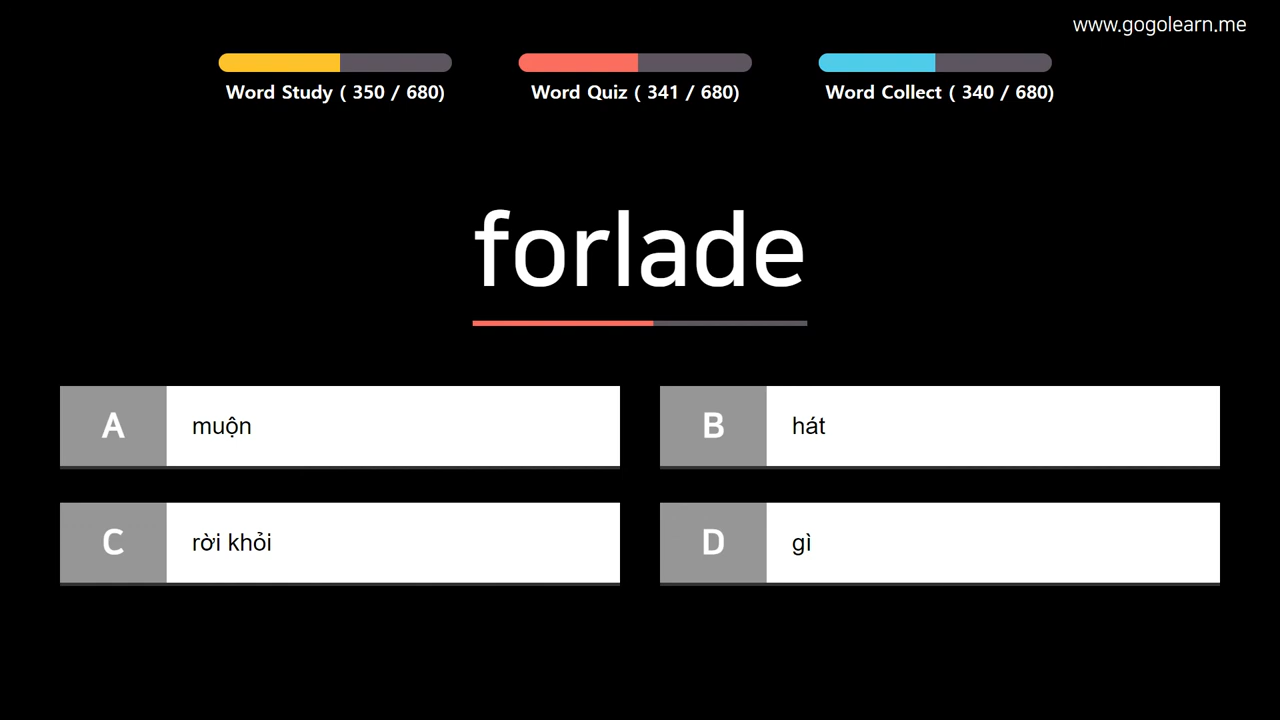 www.gogolearn.me
Word Study ( 350 / 680)
Word Quiz ( 341 / 680)
Word Collect ( 340 / 680)
forlade
A muộn
B hát
C rời khỏi
D gì